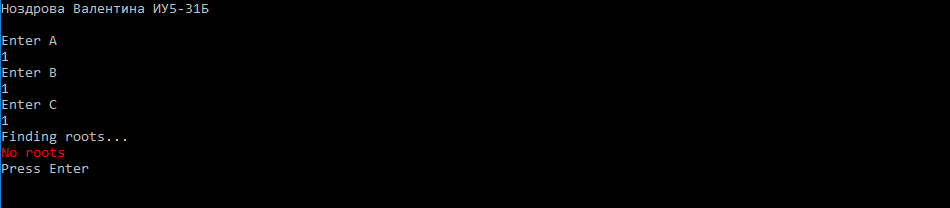 Ноздрова Валентина ИУ5-31Б
Enter A
1
Enter B
1
Enter C
1
Finding roots...
No roots
Press Enter